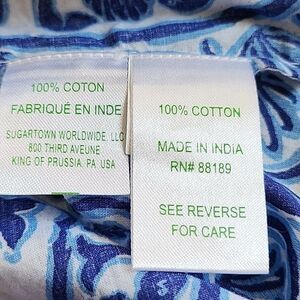 100% COTON
FABRIQUÉ EN INDE
SUGARTOWN WORLDWIDE, LLC
800 THIRD AVEUNE
KING OF PRUSSIA, PA USA
100% COTTON
MADE IN INDIA
RN# 88189
SEE REVERSE
FOR CARE